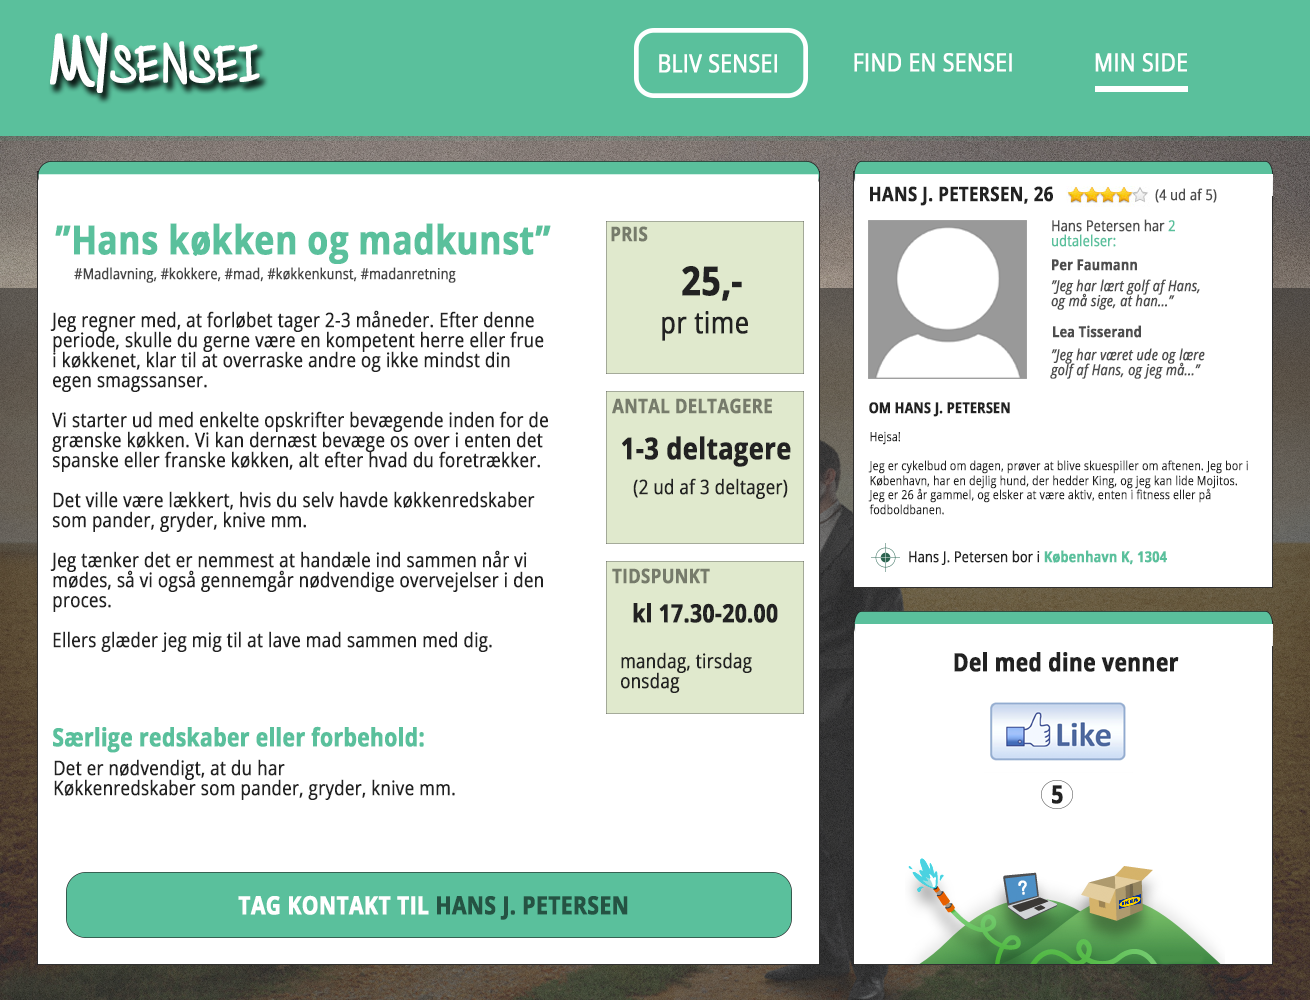 MYSENSEI
BLIV SENSEI
FIND EN SENSEI
MIN SIDE
”Hans køkken og madkunst”
#Madlavning, #kokkere, #mad, #køkkenkunst, #madanretning
Jeg regner med, at forløbet tager 2-3 måneder. Efter denne
periode, skulle du gerne være en kompetent herre eller frue
i køkkenet, klar til at overraske andre og ikke mindst din
egen smagssanser.
Vi starter ud med enkelte opskrifter bevægende inden for de
grænske køkken. Vi kan dernæst bevæge os over i enten det
spanske eller franske køkken, alt efter hvad du foretrækker.
Det ville være lækkert, hvis du selv havde køkkenredskaber
som pander, gryder, knive mm.
Jeg tænker det er nemmest at handæle ind sammen når vi
mødes, så vi også gennemgår nødvendige overvejelser i den
proces.
Ellers glæder jeg mig til at lave mad sammen med dig.
Særlige redskaber eller forbehold:
Det er nødvendigt, at du har
Køkkenredskaber som pander, gryder, knive mm.
TAG KONTAKT TIL HANS J. PETERSEN
PRIS
25,-
pr time
ANTAL DELTAGERE
1-3 deltagere
(2 ud af 3 deltager)
TIDSPUNKT
kl 17.30-20.00
mandag, tirsdag
onsdag
HANS J. PETERSEN, 26
(4 ud af 5)
Hans Petersen har 2
udtalelser:
Per Faumann
”Jeg har lært golf af Hans,
og må sige, at han...”
Lea Tisserand
”Jeg har været ude og lære
golf af Hans, og jeg må...”
OM HANS J. PETERSEN
Hejsa!
Jeg er cykelbud om dagen, prøver at blive skuespiller om aftenen. Jeg bor i
København, har en dejlig hund, der hedder King, og jeg kan lide Mojitos.
Jeg er 26 år gammel, og elsker at være aktiv, enten i fitness eller på
fodboldbanen.
Hans J. Petersen bor i København K, 1304
Del med dine venner
Like
5
?
IKEA